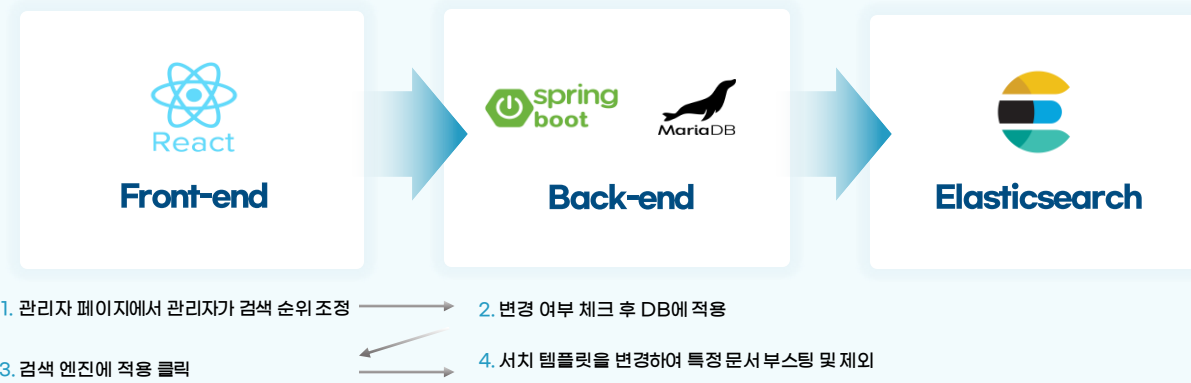 React
Front-end
spring
boot
MariaDB
Back-end
Elasticsearch
1. 관리자 페이지에서 관리자가 검색 순위 조정
2. 변경 여부 체크 후 DB에 적용
3. 검색 엔진에 적용 클릭
4. 서치 템플릿을 변경하여 특정 문서 부스팅 및 제외